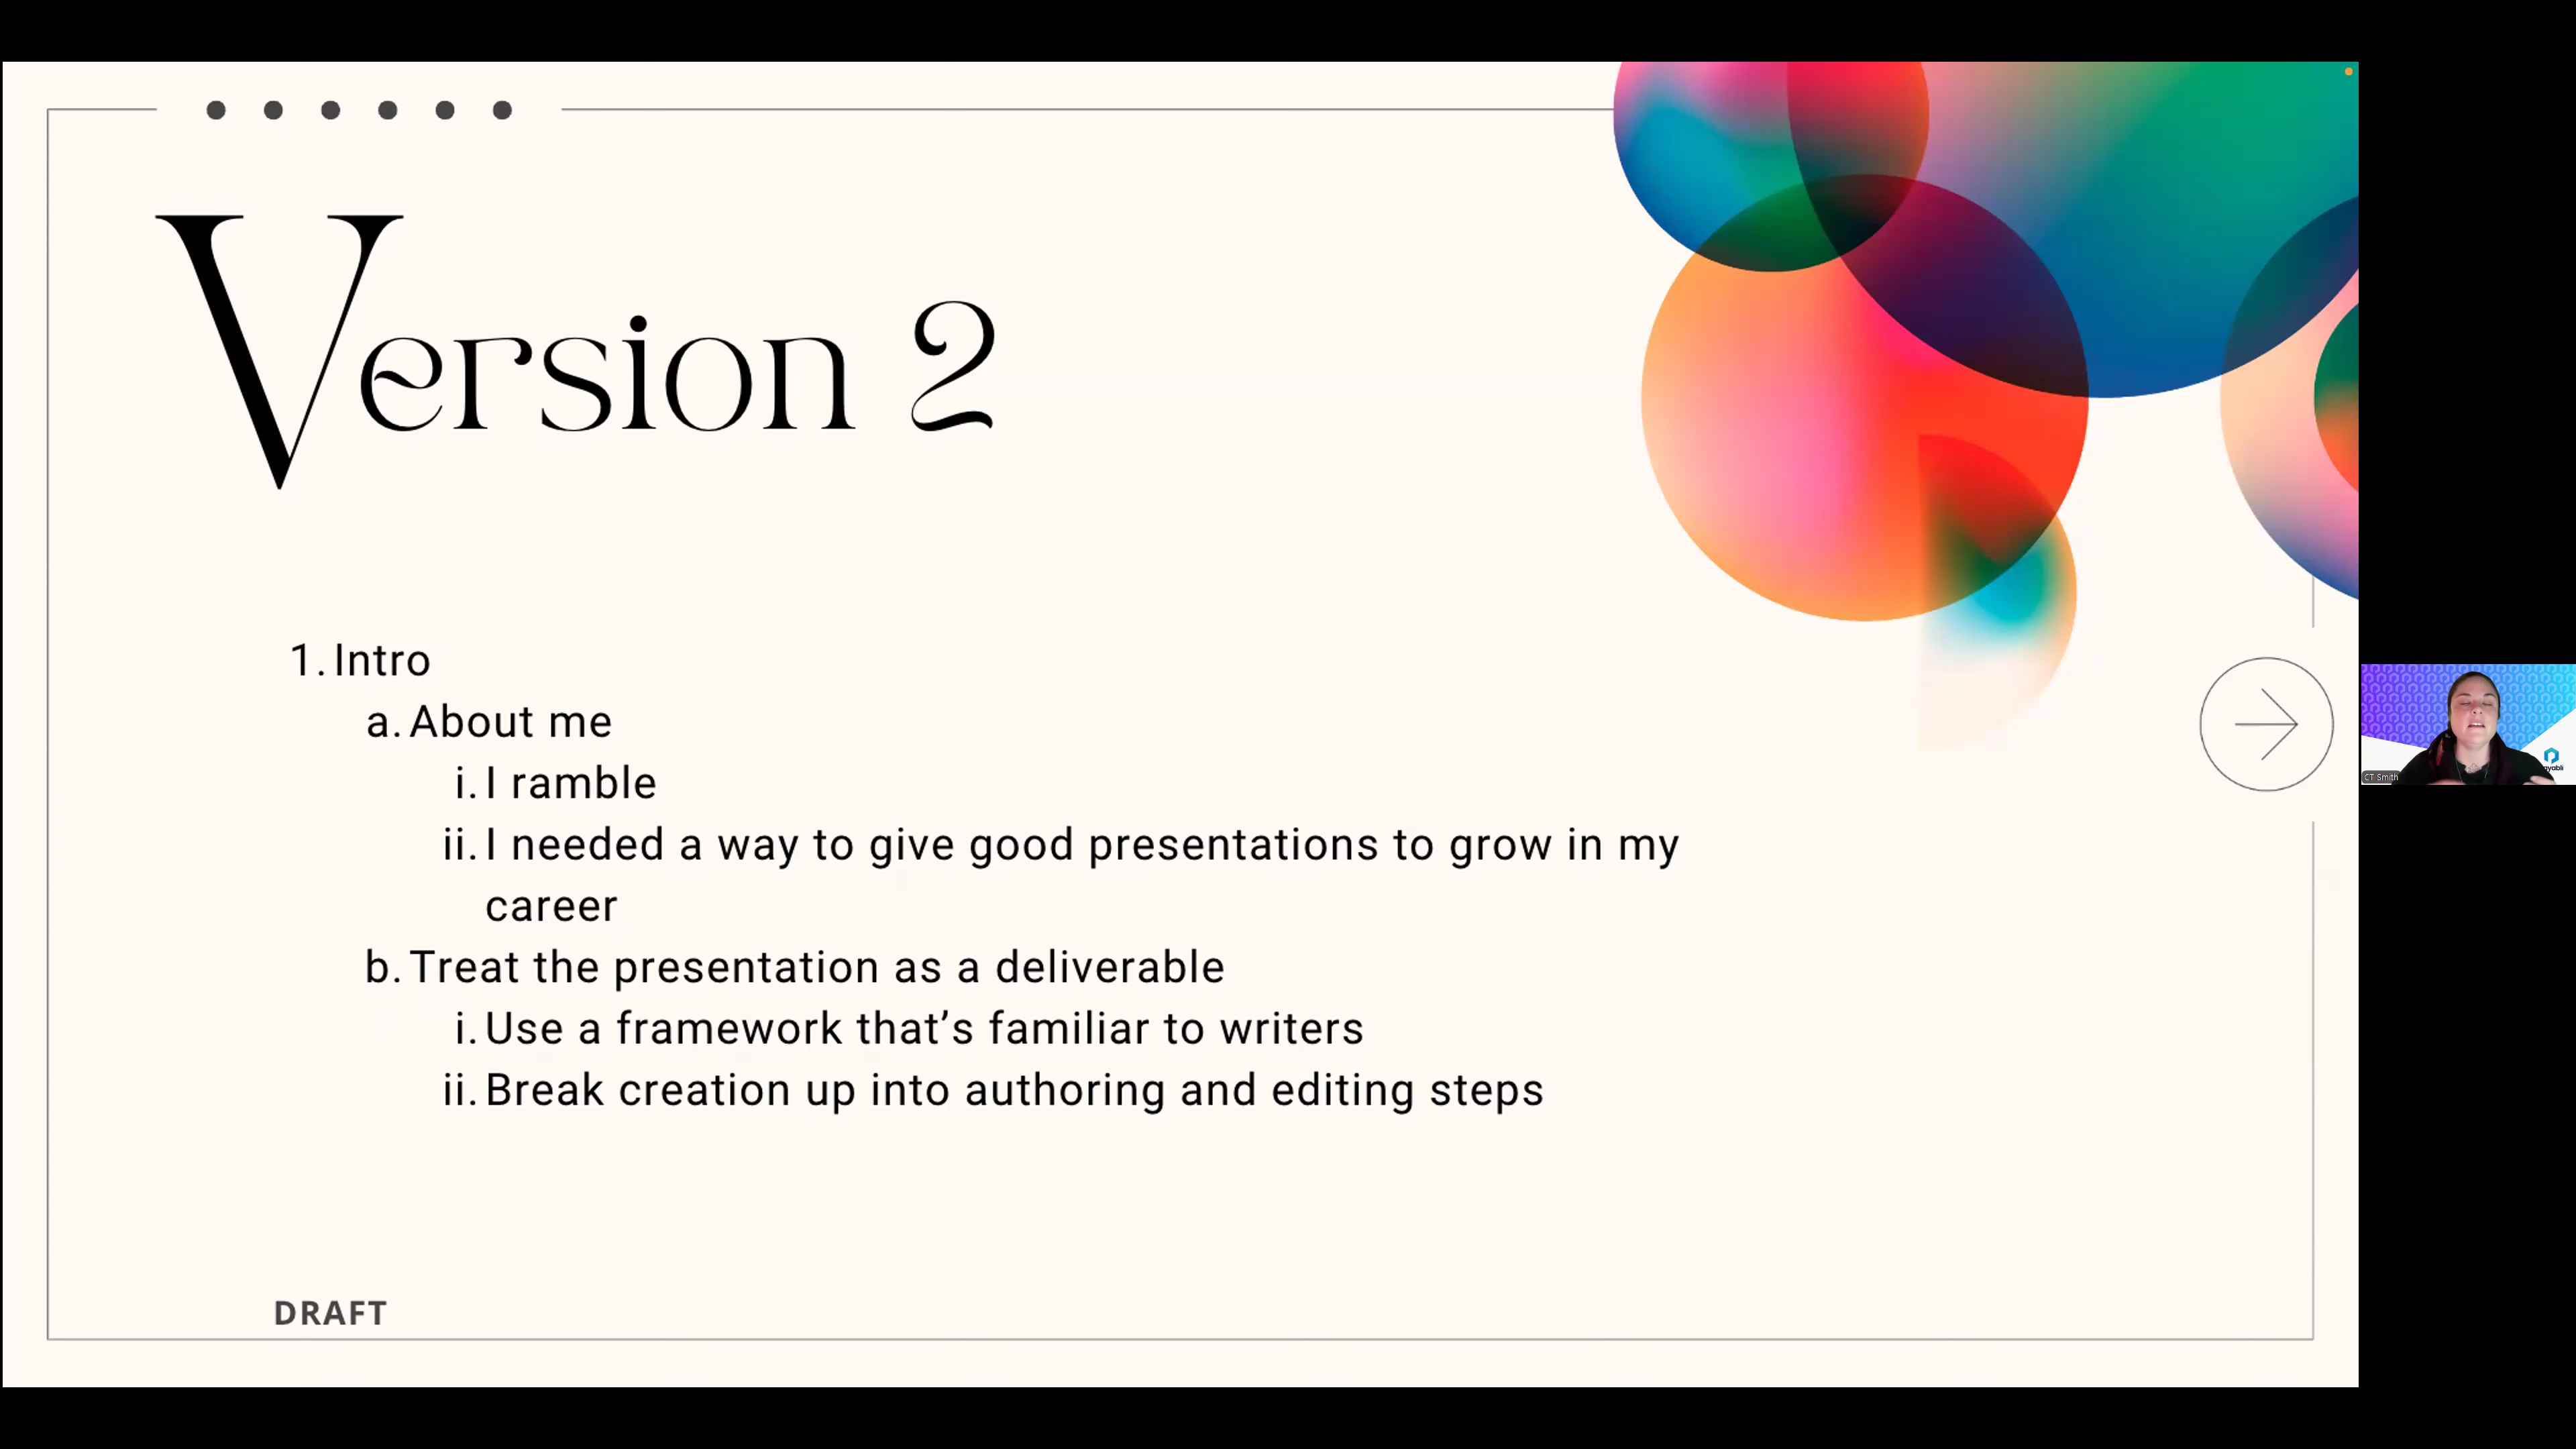 Version 2
1. Intro
a. About me
i. I ramble
ii. I needed a way to give good presentations to grow in my
career
b. Treat the presentation as a deliverable
i. Use a framework that’s familiar to writers
ii. Break creation up into authoring and editing steps
DRAFT
CT Smith